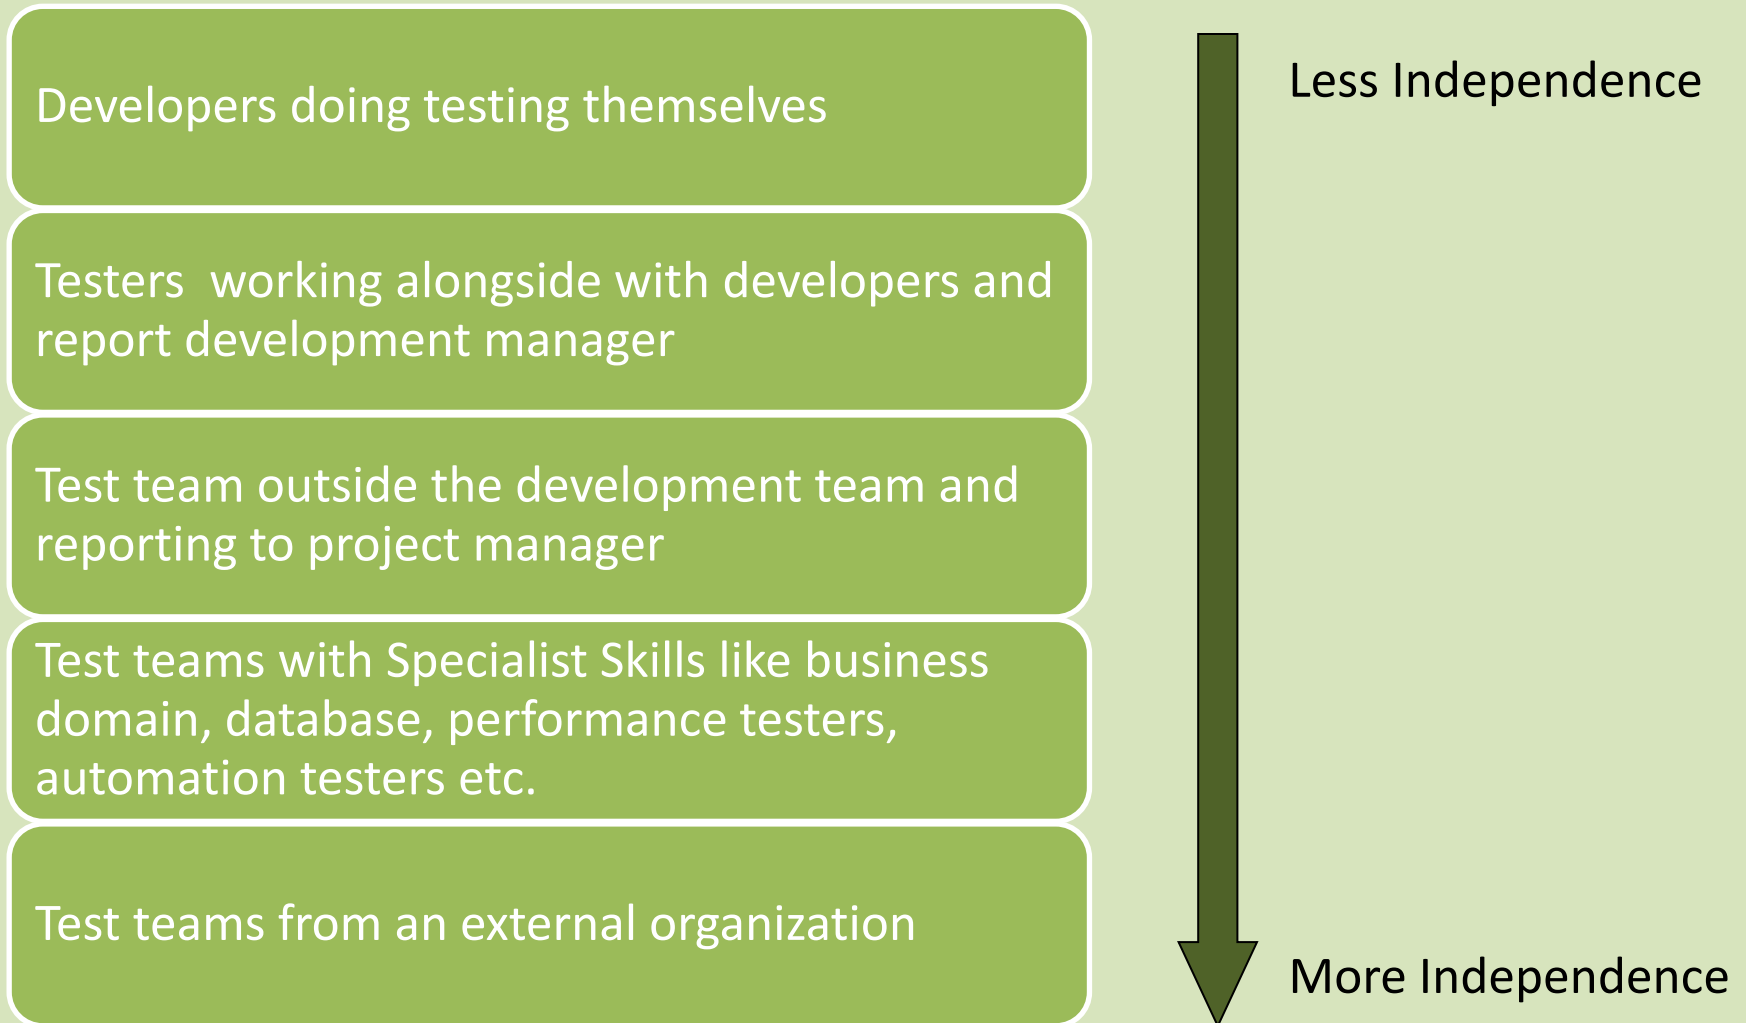 Developers doing testing themselves
Testers  working alongside with developers and
report development manager
Test team outside the development team and
reporting to project manager
Test teams with Specialist Skills like business
domain, database, performance testers,
automation testers etc.
Test teams from an external organization
Less Independence
More Independence